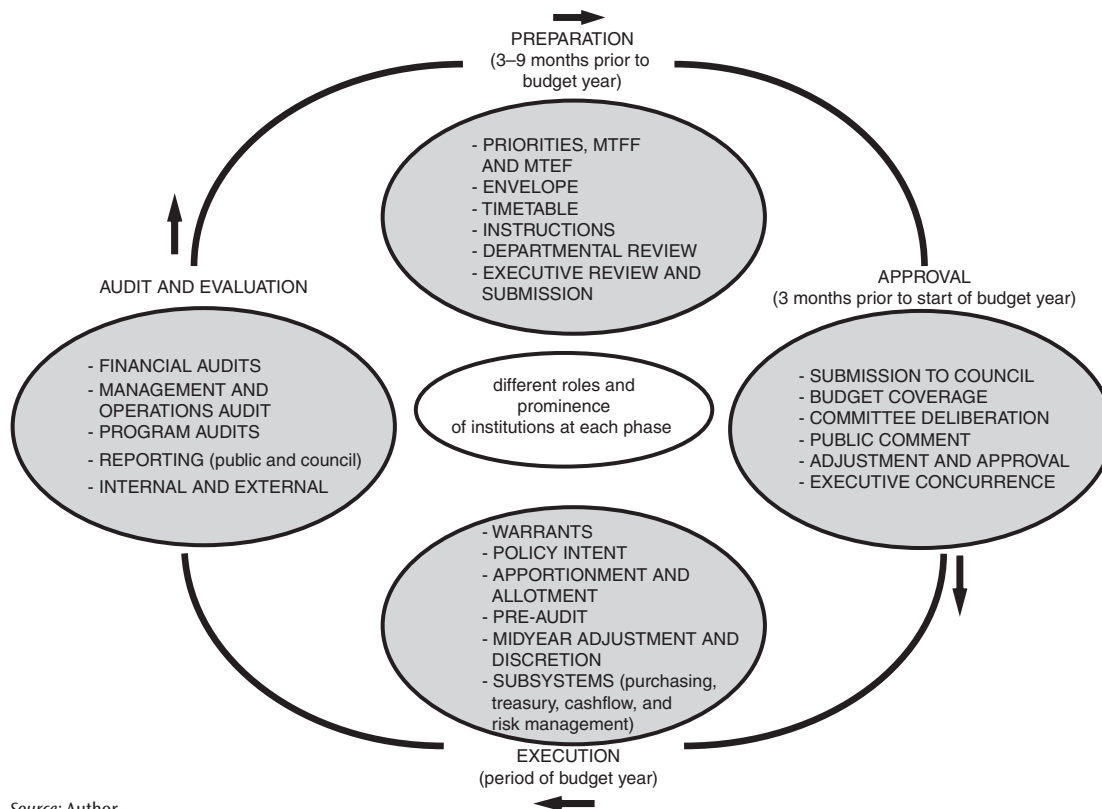 PREPARATION
(3–9 months prior to
budget year)
- PRIORITIES, MTFF
AND MTEF
- ENVELOPE
- TIMETABLE
- INSTRUCTIONS
- DEPARTMENTAL REVIEW
- EXECUTIVE REVIEW AND
SUBMISSION
APPROVAL
(3 months prior to start of budget year)
- SUBMISSION TO COUNCIL
- BUDGET COVERAGE
- COMMITTEE DELIBERATION
- PUBLIC COMMENT
- ADJUSTMENT AND APPROVAL
- EXECUTIVE CONCURRENCE
AUDIT AND EVALUATION
- FINANCIAL AUDITS
- MANAGEMENT AND
OPERATIONS AUDIT
- PROGRAM AUDITS
- REPORTING (public and council)
- INTERNAL AND EXTERNAL
different roles and
prominence
of institutions at each phase
- WARRANTS
- POLICY INTENT
- APPORTIONMENT AND
ALLOTMENT
- PRE-AUDIT
- MIDYEAR ADJUSTMENT AND
DISCRETION
- SUBSYSTEMS (purchasing,
treasury, cashflow, and
risk management)
EXECUTION
(period of budget year)
Source: Author